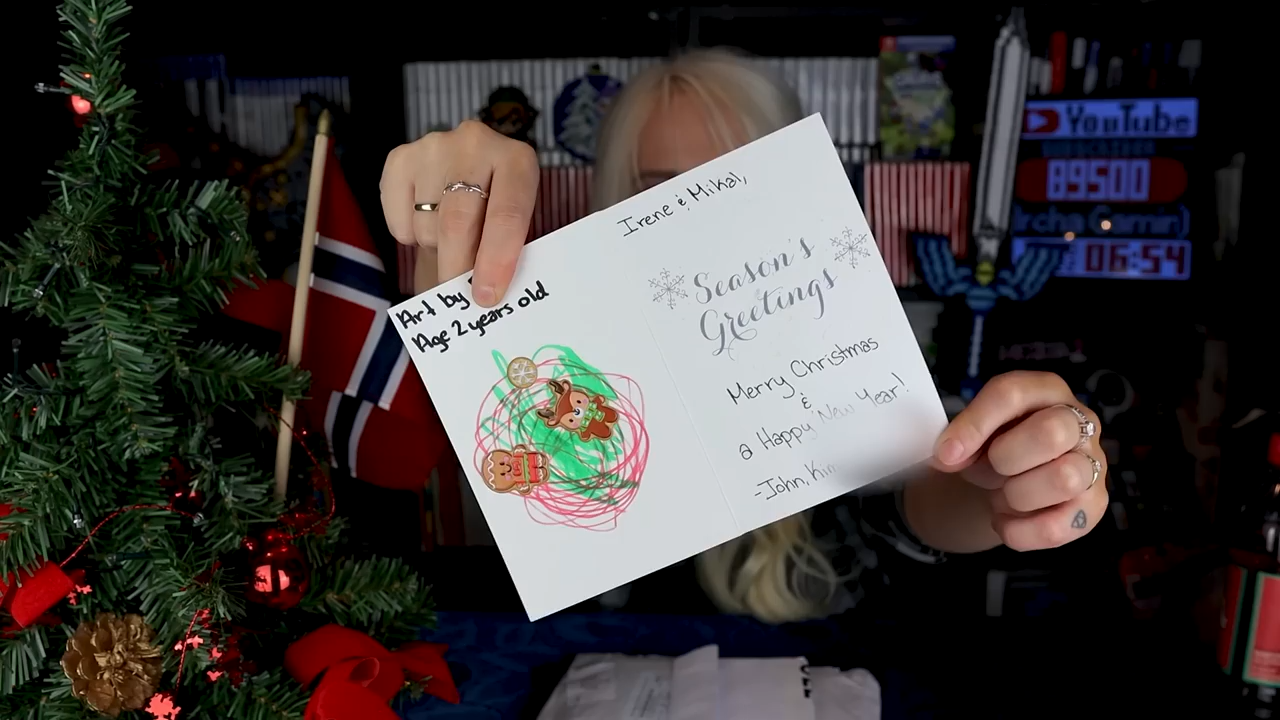 Art by
Age 2 years old
Irene & Mikal,
Season's
Greetings
Merry Christmas
&
a Happy New Year!
-John, Kim
YouTube
89500
06:54